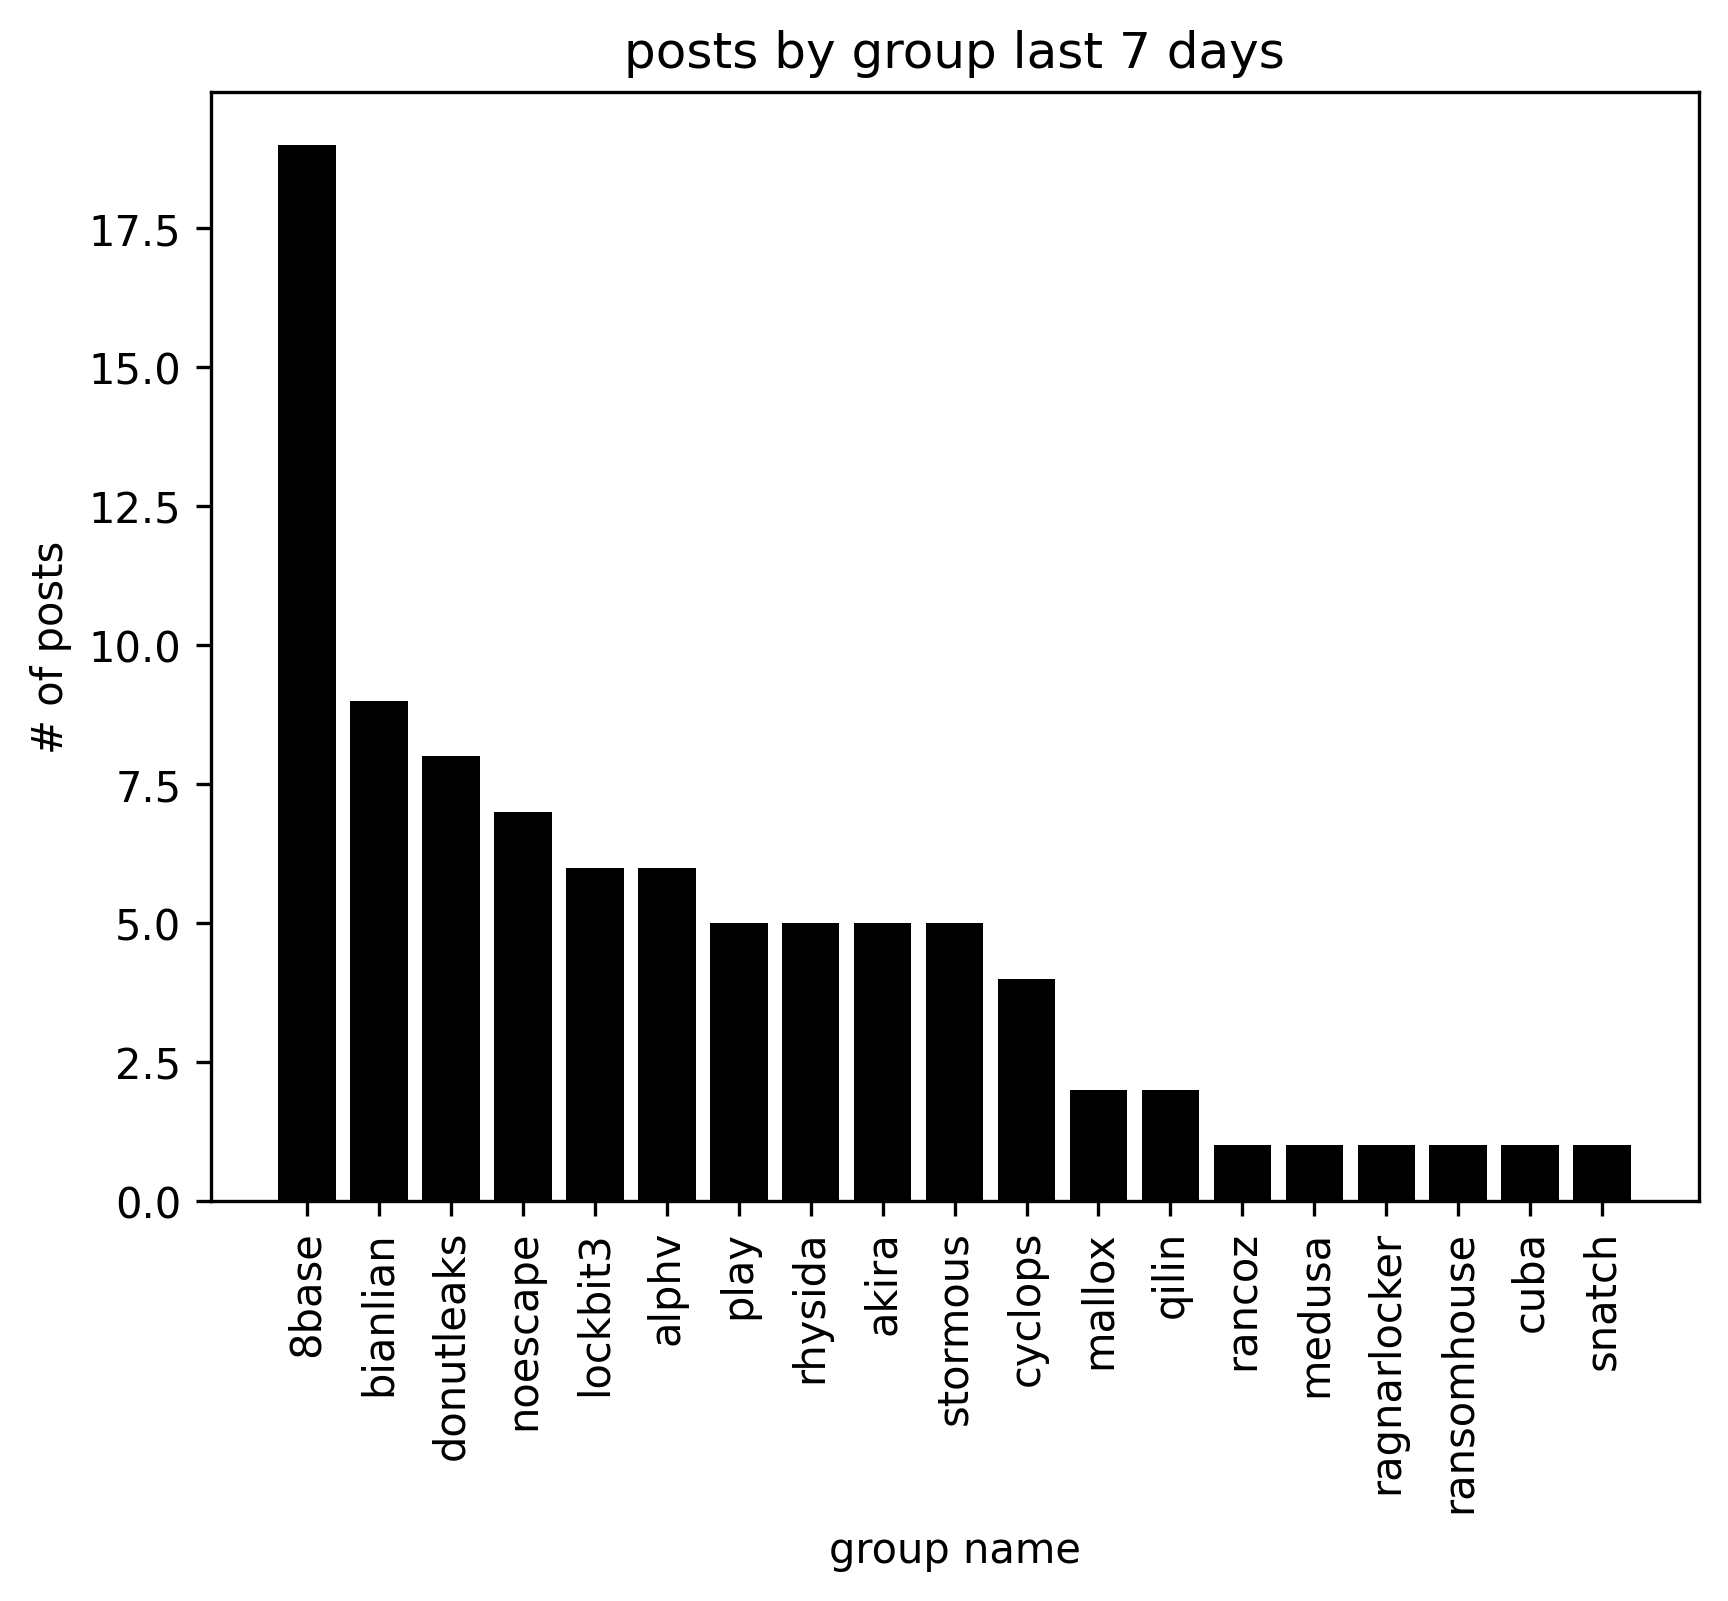 posts by group last 7 days
# of posts
17.5
15.0
12.5
10.0
7.5
5.0
2.5
0.0
8base
bianlian
donutleaks
noescape
lockbit3
alphv
play
rhysida
akira
stormous
cyclops
mallox
qilin
rancoz
medusa
ragnarlocker
ransomhouse
cuba
snatch
group name